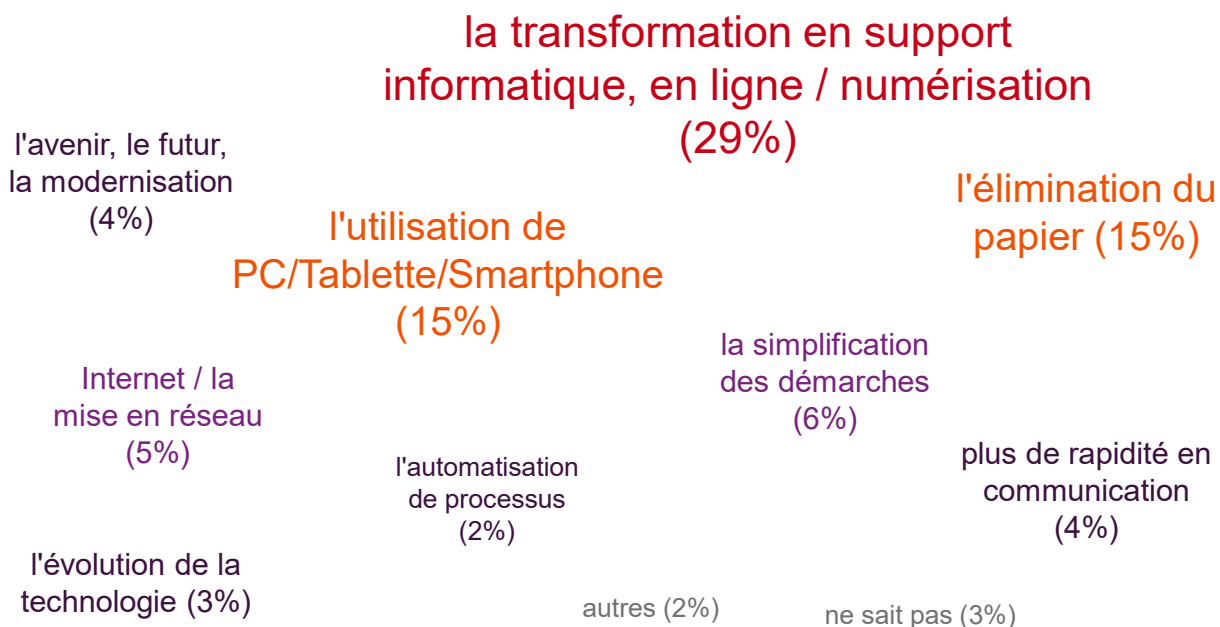 la transformation en support
informatique, en ligne / numérisation
(29%)
l'avenir, le futur,
la modernisation
(4%)
l'élimination du
papier (15%)
l'utilisation de
PC/Tablette/Smartphone
(15%)
la simplification
des démarches
(6%)
Internet / la
mise en réseau
(5%)
plus de rapidité en
communication
(4%)
l'automatisation
de processus
(2%)
l'évolution de la
technologie (3%)
autres (2%)
ne sait pas (3%)